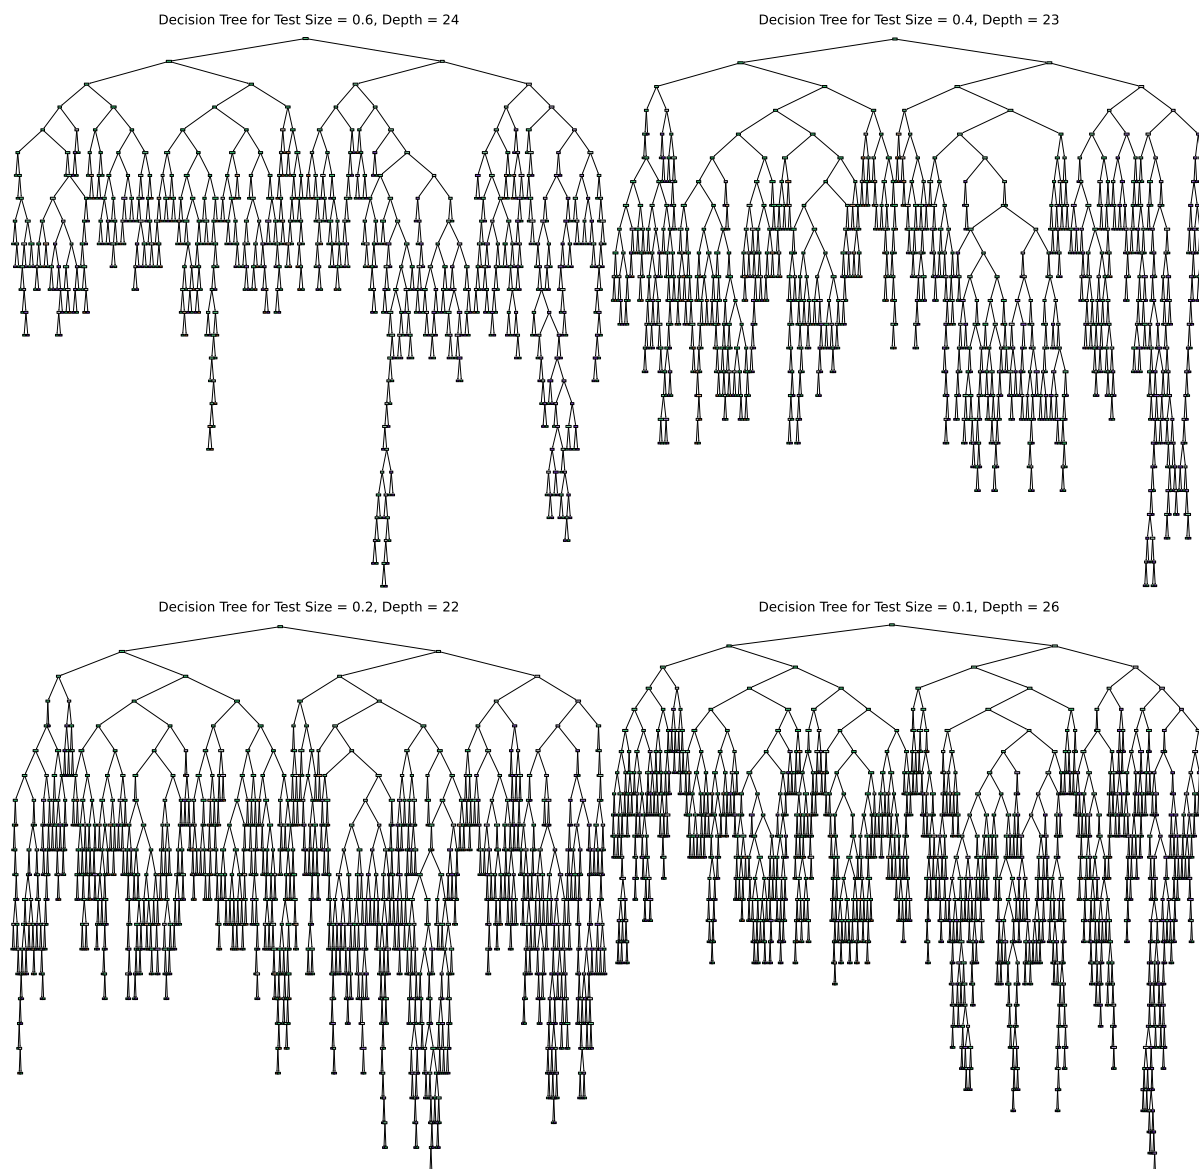 Decision Tree for Test Size = 0.6, Depth = 24
Decision Tree for Test Size = 0.4, Depth = 23
Decision Tree for Test Size = 0.2, Depth = 22
Decision Tree for Test Size = 0.1, Depth = 26